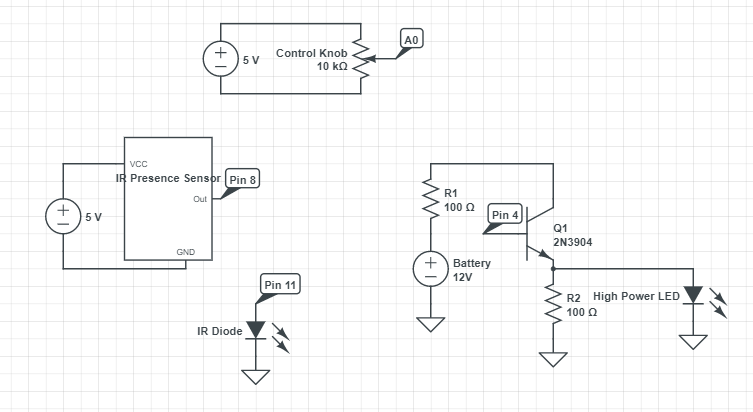 A0
Control Knob
10 kΩ
5 V
VCC
IR Presence Sensor
Pin 8
Out
5 V
GND
R1
100 Ω
Pin 4
Q1
2N3904
Battery
12V
Pin 11
R2
100 Ω
High Power LED
IR Diode